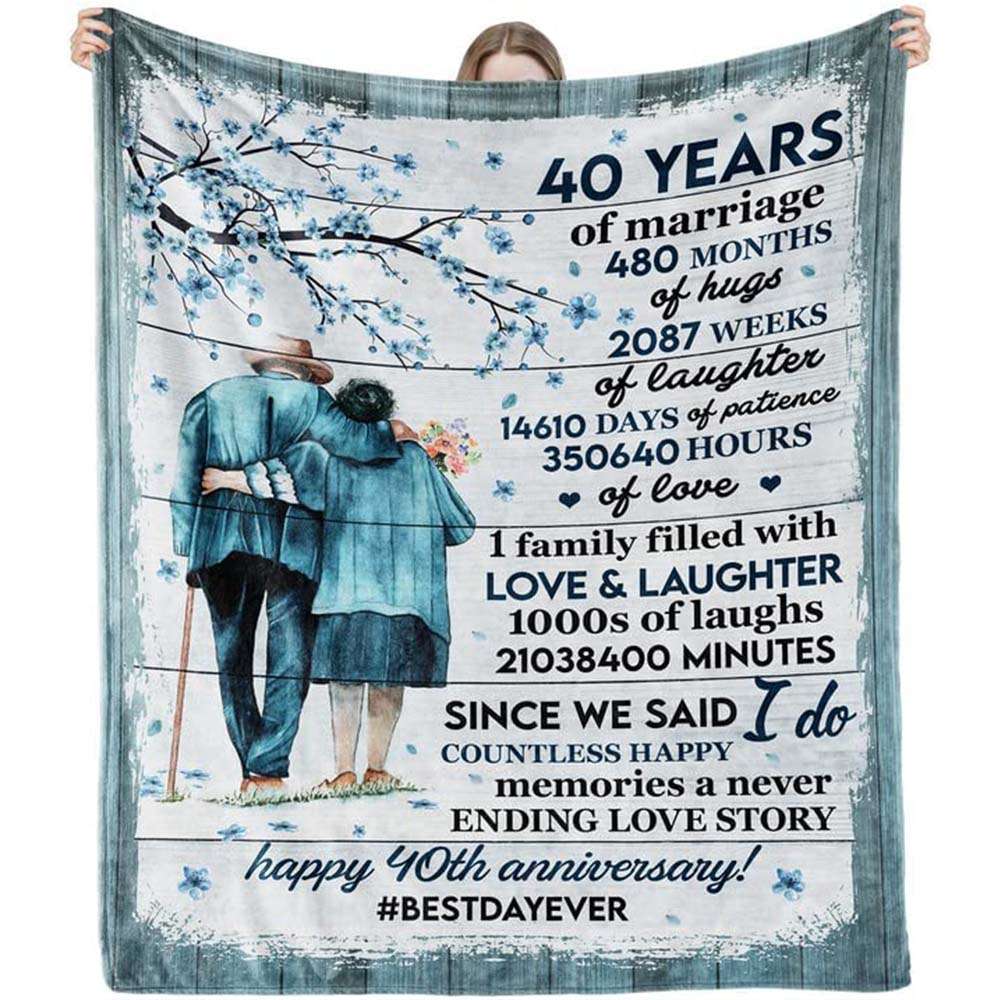 40 YEARS
of marriage
480 MONTHS
of hugs
2087 WEEKS
of laughter
14610 DAYS of patience
350640 HOURS
of love
1 family filled with
LOVE & LAUGHTER
1000s of laughs
21038400 MINUTES
SINCE WE SAID I do
COUNTLESS HAPPY
memories a never
ENDING LOVE STORY
happy 40th anniversary!
#BESTDAYEVER